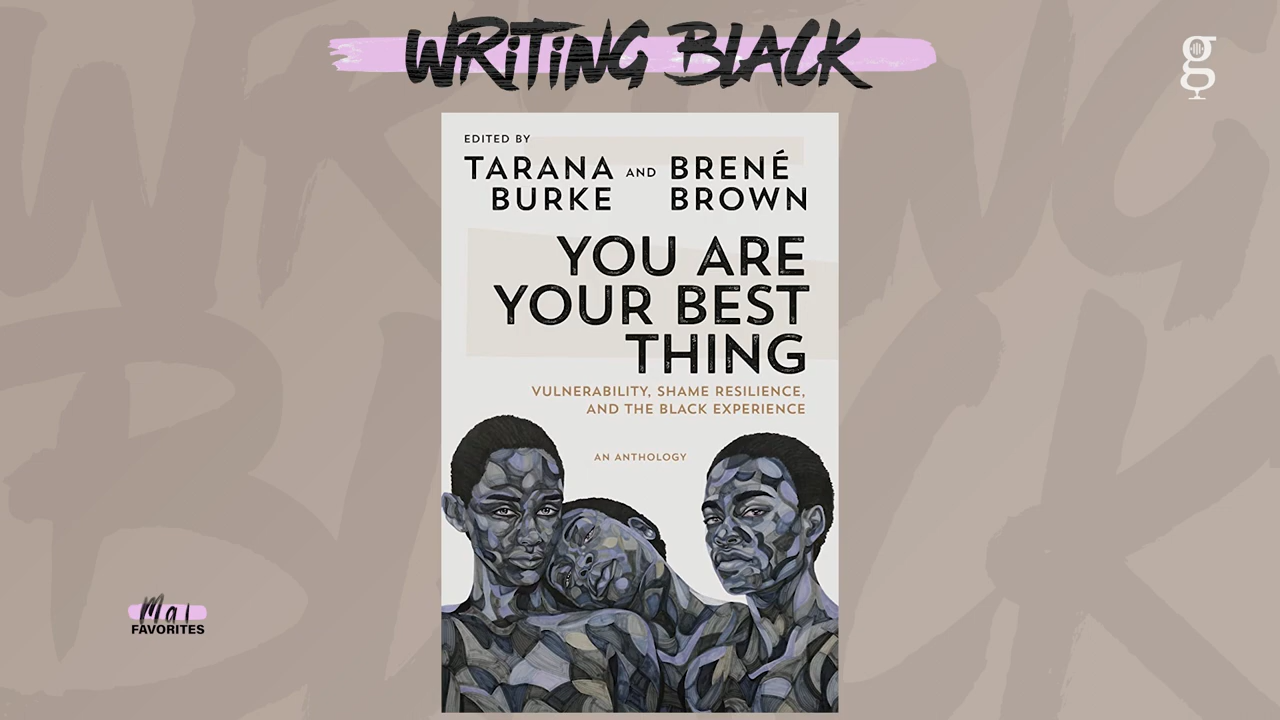 WRiTiNG BLACK
g
EDITED BY
TARANA AND BRENÉ
BURKE BROWN
YOU ARE
YOUR BEST
THING
VULNERABILITY, SHAME RESILIENCE,
AND THE BLACK EXPERIENCE
AN ANTHOLOGY
Mal
FAVORITES